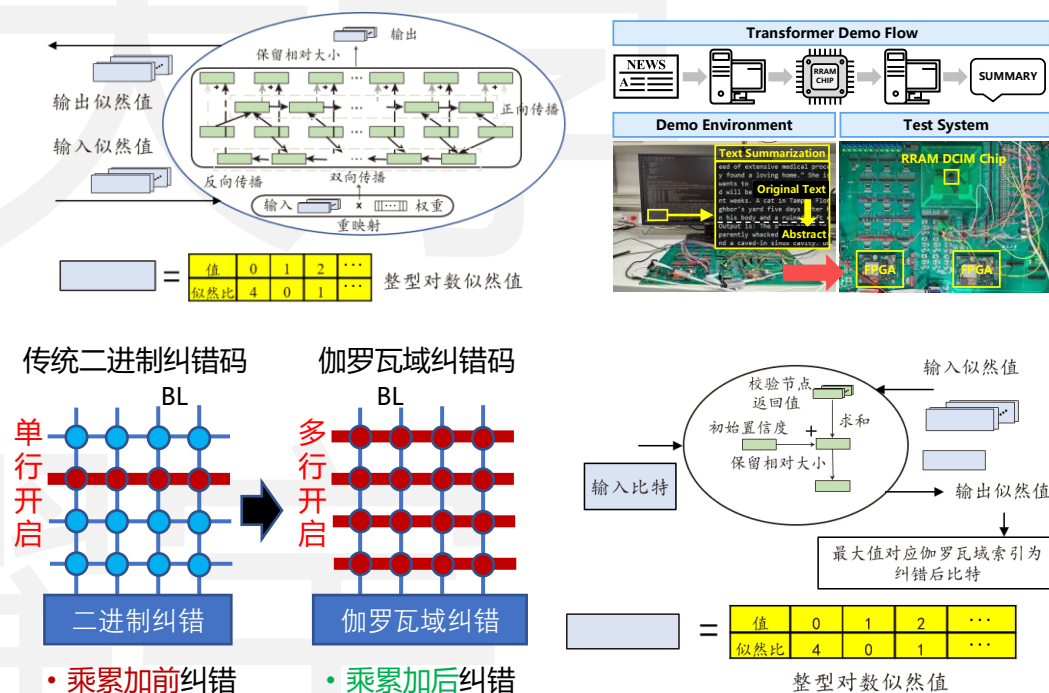 输出
保留相对大小
输出似然值
输入似然值
正向传播
反向传播
双向传播
输入
x
权重
重映射
=
值 0 1 2 ···
似然比 4 0 1
整型对数似然值
Transformer Demo Flow
NEWS
A
RRAM
CHIP
SUMMARY
Demo Environment
Test System
Text Summarization
Original Text
Abstract
RRAM DCIM Chip
FPGA
FPGA
传统二进制纠错码
BL
单行开启
二进制纠错
• 乘累加前纠错
伽罗瓦域纠错码
BL
多行开启
伽罗瓦域纠错
• 乘累加后纠错
校验节点
返回值
初始置信度
+
求和
保留相对大小
输入比特
输入似然值
输出似然值
最大值对应伽罗瓦域索引为
纠错后比特
=
值 0 1 2 ···
似然比 4 0 1 ···
整型对数似然值